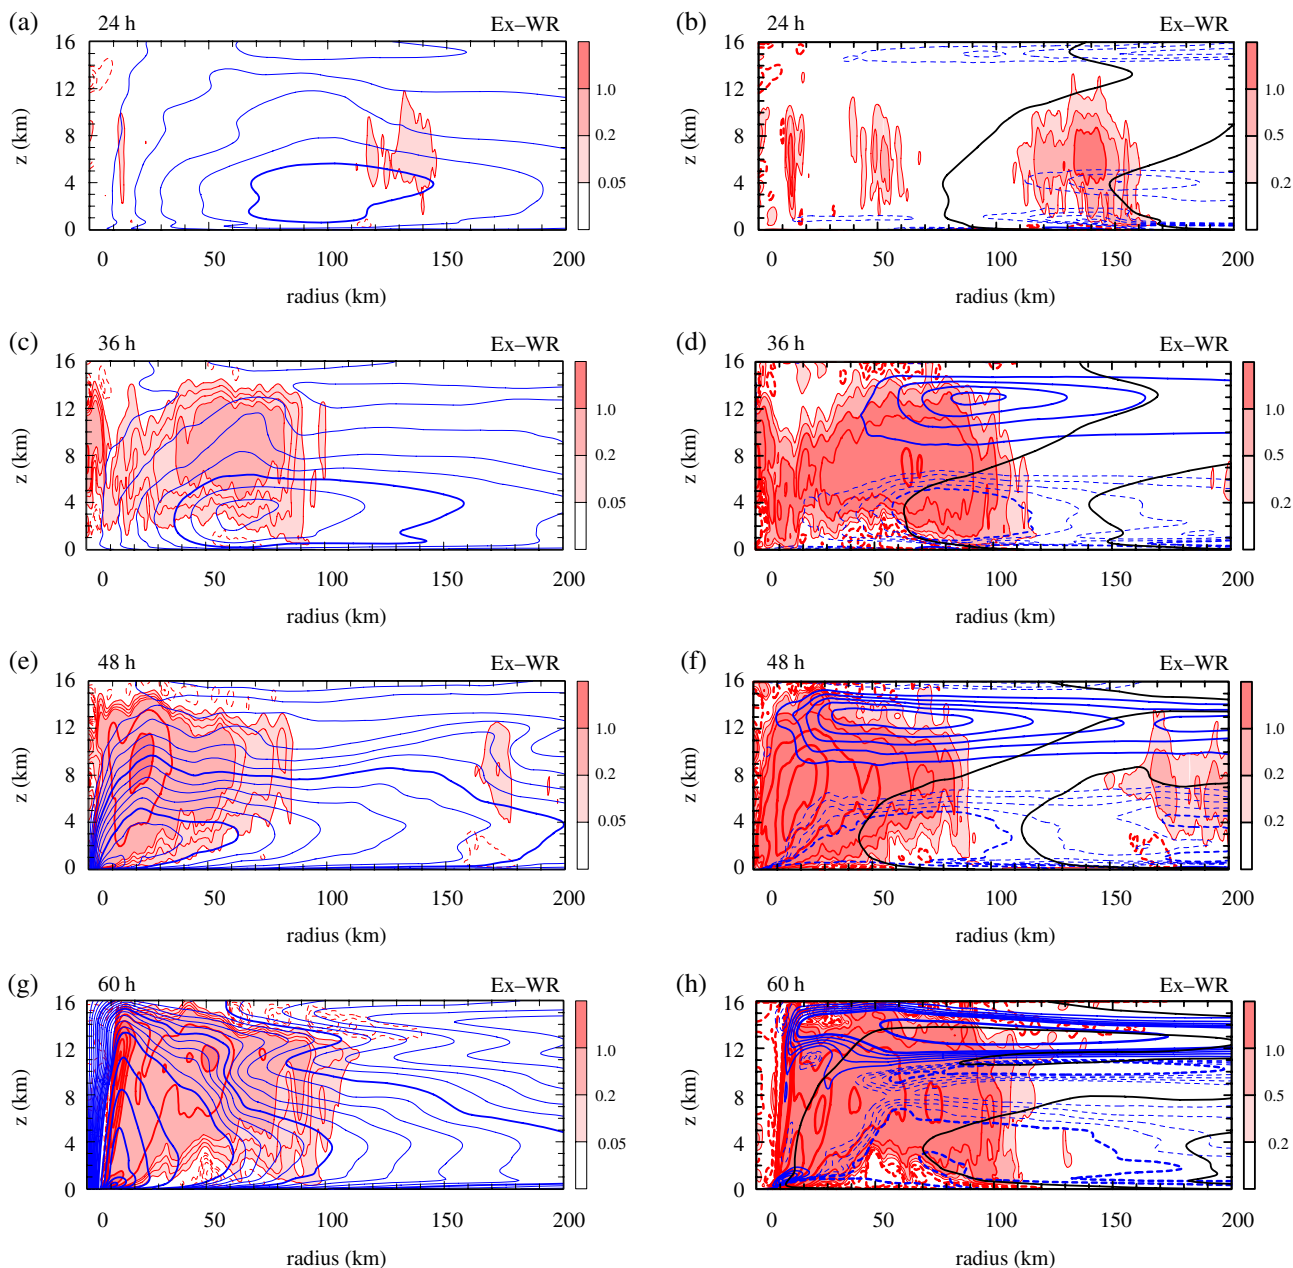 (a) 24 h Ex–WR
16
12
8
4
0
z (km)
0 50 100 150 200
radius (km)
1.0
0.2
0.05
(b) 24 h Ex–WR
16
12
8
4
0
z (km)
0 50 100 150 200
radius (km)
1.0
0.5
0.2
(c) 36 h Ex–WR
16
12
8
4
0
z (km)
0 50 100 150 200
radius (km)
1.0
0.2
0.05
(d) 36 h Ex–WR
16
12
8
4
0
z (km)
0 50 100 150 200
radius (km)
1.0
0.5
0.2
(e) 48 h Ex–WR
16
12
8
4
0
z (km)
0 50 100 150 200
radius (km)
1.0
0.2
0.05
(f) 48 h Ex–WR
16
12
8
4
0
z (km)
0 50 100 150 200
radius (km)
1.0
0.2
0.2
(g) 60 h Ex–WR
16
12
8
4
0
z (km)
0 50 100 150 200
radius (km)
1.0
0.2
0.05
(h) 60 h Ex–WR
16
12
8
4
0
z (km)
0 50 100 150 200
radius (km)
1.0
0.5
0.2